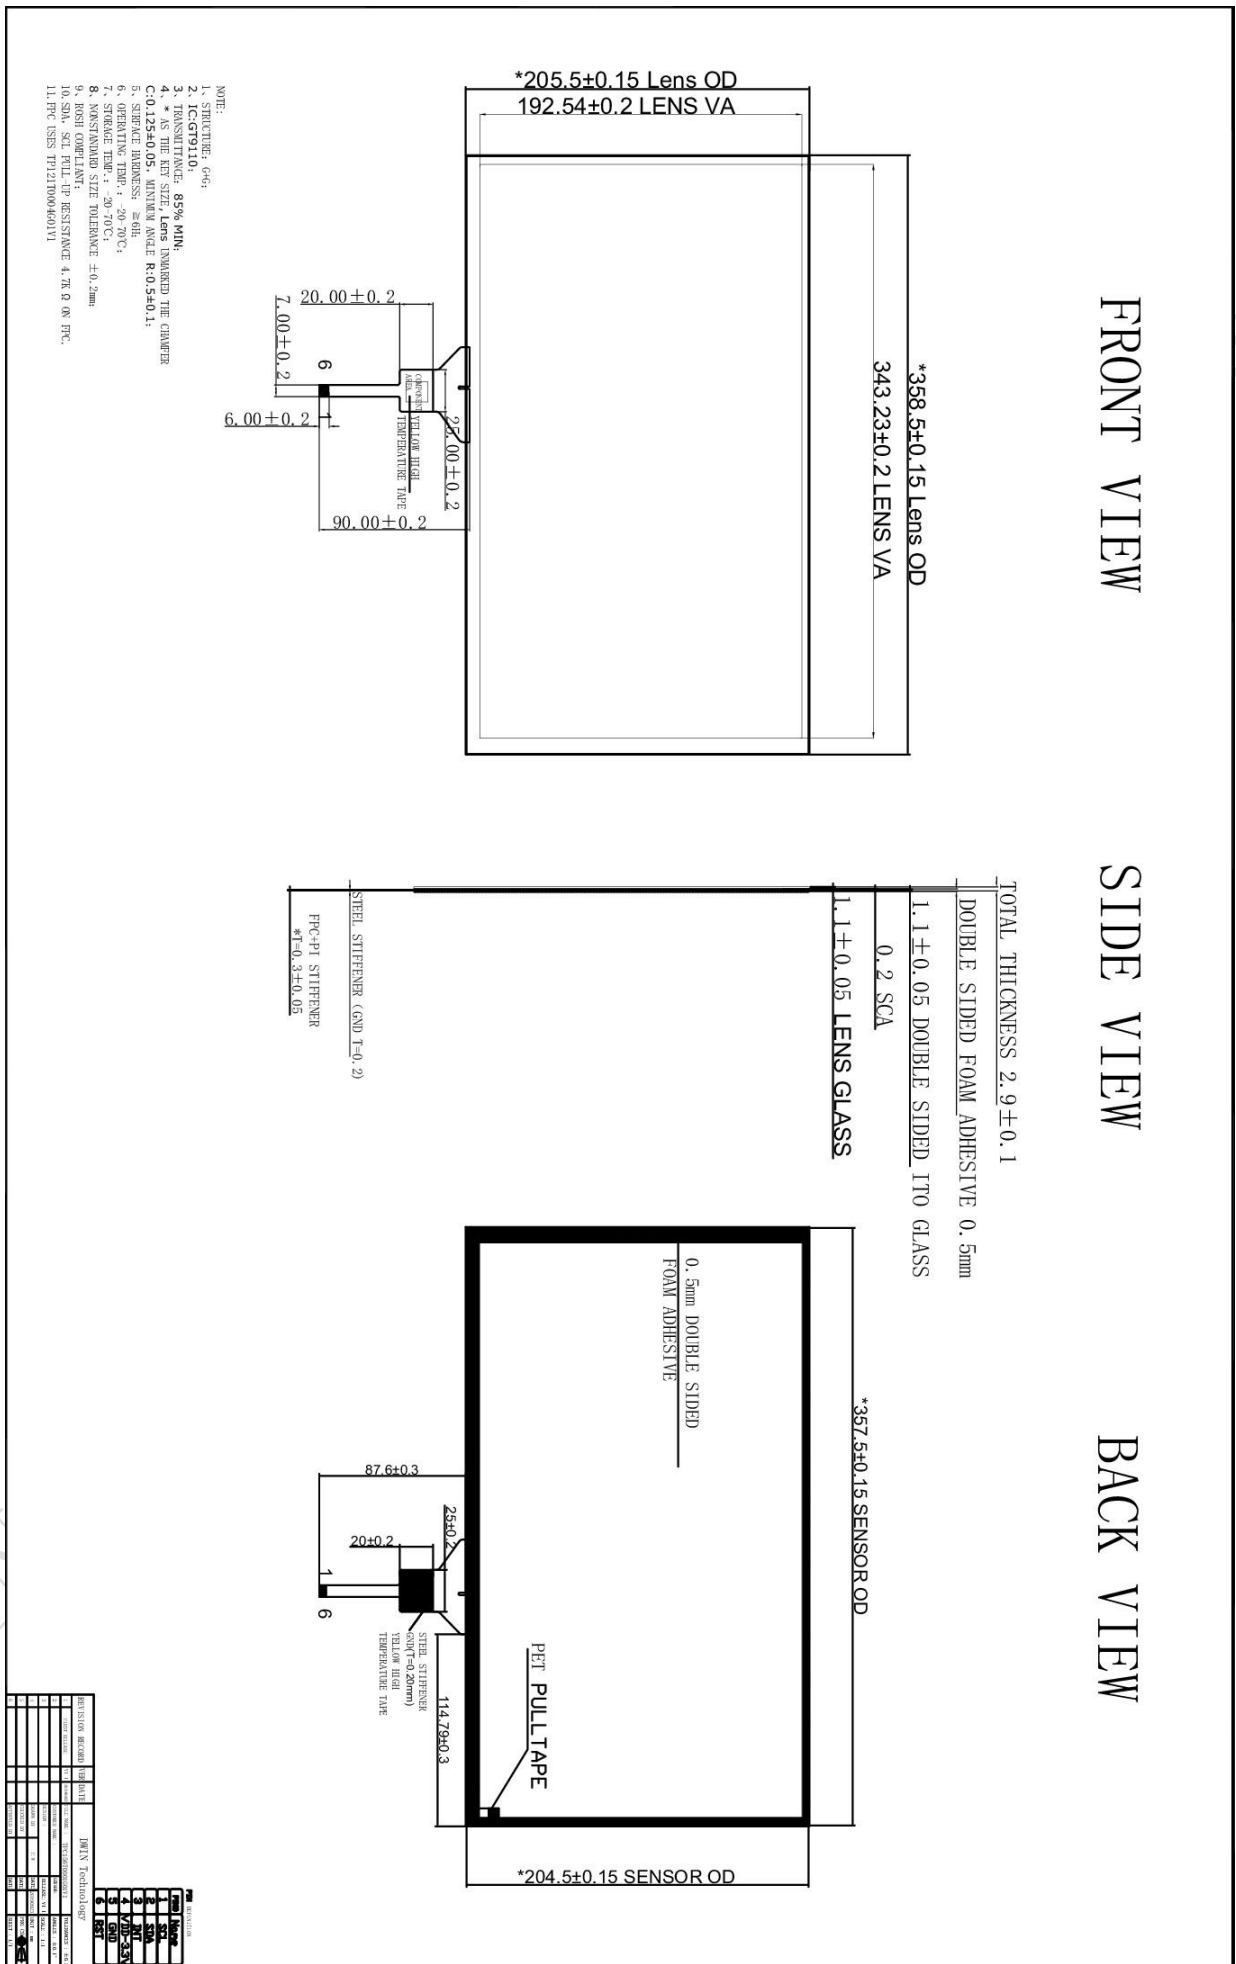 FRONT VIEW
*358.5±0.15 Lens OD
343.23±0.2 LENS VA
*205.5±0.15 Lens OD
192.54±0.2 LENS VA
25.00±0.2
20.00±0.2
COMPONENT
AREA
YELLOW HIGH
TEMPERATURE TAPE
90.00±0.2
7.00±0.2
6.00±0.2
6
1
SIDE VIEW
TOTAL THICKNESS 2.9±0.1
DOUBLE SIDED FOAM ADHESIVE 0.5mm
1.1±0.05 DOUBLE SIDED ITO GLASS
0.2 SCA
1.1±0.05 LENS GLASS
STEEL STIFFENER (GND T=0.2)
FPC+PI STIFFENER
*T=0.3±0.05
BACK VIEW
*357.5±0.15 SENSOR OD
*204.5±0.15 SENSOR OD
0.5mm DOUBLE SIDED
FOAM ADHESIVE
PET PULLTAPE
114.79±0.3
87.6±0.3
25±0.2
20±0.2
STEEL STIFFENER
GND(T=0.20mm)
YELLOW HIGH
TEMPERATURE TAPE
1
6
NOTE:
1、STRUCTURE: G+G;
2、IC:GT9110;
3、TRANSMITTANCE: 85% MIN;
4、* AS THE KEY SIZE, Lens UNMARKED THE CHAMFER
C:0.125±0.05, MINIMUM ANGLE R:0.5±0.1;
5、SURFACE HARDNESS: ≥6H;
6、OPERATING TEMP.: -20~70℃;
7、STORAGE TEMP.: -20~70℃;
8、NONSTANDARD SIZE TOLERANCE ±0.2mm;
9、ROSH COMPLIANT;
10.SDA, SCL PULL-UP RESISTANCE 4.7K Ω ON FPC.
11.FPC USES TP121T0004G01V1
PIN DEFINITION
Name
1 SCL
2 SDA
3 INT
4 VDD-3.3V
5 GND
6 RST
REVISION RECORD VER DATE
DWIN Technology